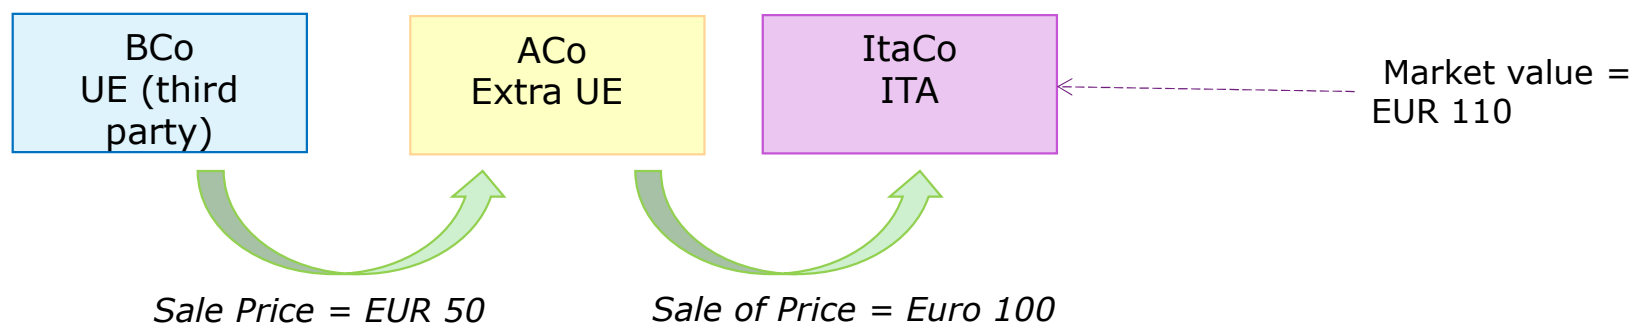 BCo
UE (third
party)
ACo
Extra UE
ItaCo
ITA
Market value =
EUR 110
Sale Price = EUR 50
Sale of Price = Euro 100